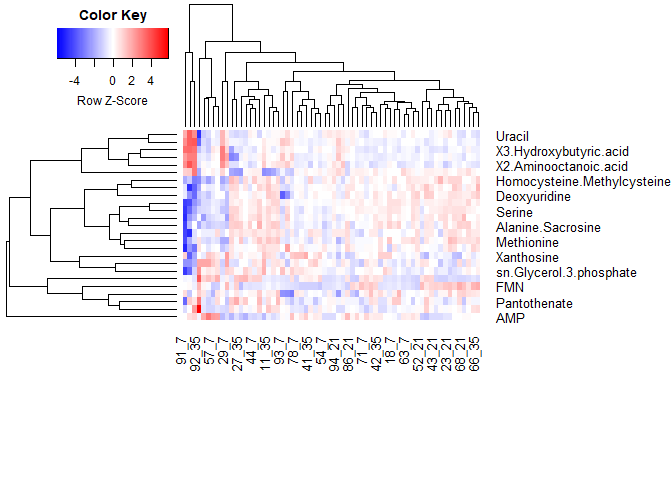 Color Key
-4 0 2 4
Row Z-Score
Uracil
X3.Hydroxybutyric.acid
X2.Aminooctanoic.acid
Homocysteine.Methylcysteine
Deoxyuridine
Serine
Alanine.Sacrosine
Methionine
Xanthosine
sn.Glycerol.3.phosphate
FMN
Pantothenate
AMP
91_7
92_35
57_7
29_7
27_35
44_7
11_35
93_7
78_7
41_35
54_7
94_21
86_21
71_7
42_35
18_7
63_7
52_21
43_21
23_21
68_21
66_35